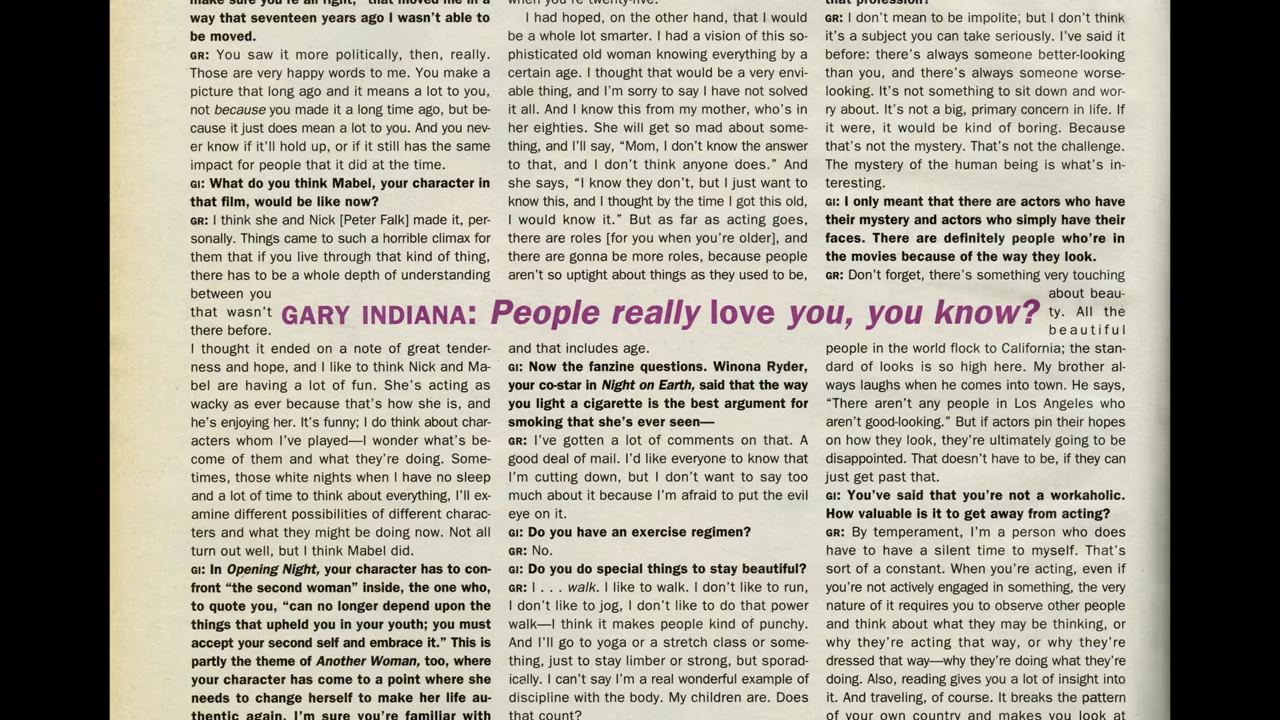 make sure you're all right," that moved me in a
way that seventeen years ago I wasn't able to
be moved.
GR: You saw it more politically, then, really.
Those are very happy words to me. You make a
picture that long ago and it means a lot to you,
not because you made it a long time ago, but be-
cause it just does mean a lot to you. And you nev-
er know if it'll hold up, or if it still has the same
impact for people that it did at the time.
GI: What do you think Mabel, your character in
that film, would be like now?
GR: I think she and Nick [Peter Falk] made it, per-
sonally. Things came to such a horrible climax for
them that if you live through that kind of thing,
there has to be a whole depth of understanding
between you
that wasn't
there before.
I thought it ended on a note of great tender-
ness and hope, and I like to think Nick and Ma-
bel are having a lot of fun. She's acting as
wacky as ever because that's how she is, and
he's enjoying her. It's funny; I do think about char-
acters whom I've played—I wonder what's be-
come of them and what they're doing. Some-
times, those white nights when I have no sleep
and a lot of time to think about everything, I'll ex-
amine different possibilities of different charac-
ters and what they might be doing now. Not all
turn out well, but I think Mabel did.
GI: In Opening Night, your character has to con-
front "the second woman" inside, the one who,
to quote you, "can no longer depend upon the
things that upheld you in your youth; you must
accept your second self and embrace it." This is
partly the theme of Another Woman, too, where
your character has come to a point where she
needs to change herself to make her life au-
thentic again. I'm sure you're familiar with
when you're twenty-five.
I had hoped, on the other hand, that I would
be a whole lot smarter. I had a vision of this so-
phisticated old woman knowing everything by a
certain age. I thought that would be a very envi-
able thing, and I'm sorry to say I have not solved
it all. And I know this from my mother, who's in
her eighties. She will get so mad about some-
thing, and I'll say, "Mom, I don't know the answer
to that, and I don't think anyone does." And
she says, "I know they don't, but I just want to
know this, and I thought by the time I got this old,
I would know it." But as far as acting goes,
there are roles [for you when you're older], and
there are gonna be more roles, because people
aren't so uptight about things as they used to be,
GARY INDIANA: People really love you, you know?
and that includes age.
GI: Now the fanzine questions. Winona Ryder,
your co-star in Night on Earth, said that the way
you light a cigarette is the best argument for
smoking that she's ever seen—
GR: I've gotten a lot of comments on that. A
good deal of mail. I'd like everyone to know that
I'm cutting down, but I don't want to say too
much about it because I'm afraid to put the evil
eye on it.
GI: Do you have an exercise regimen?
GR: No.
GI: Do you do special things to stay beautiful?
GR: I . . . walk. I like to walk. I don't like to run,
I don't like to jog, I don't like to do that power
walk—I think it makes people kind of punchy.
And I'll go to yoga or a stretch class or some-
thing, just to stay limber or strong, but sporad-
ically. I can't say I'm a real wonderful example of
discipline with the body. My children are. Does
that count?
that profession?
GR: I don't mean to be impolite; but I don't think
it's a subject you can take seriously. I've said it
before: there's always someone better-looking
than you, and there's always someone worse-
looking. It's not something to sit down and wor-
ry about. It's not a big, primary concern in life. If
it were, it would be kind of boring. Because
that's not the mystery. That's not the challenge.
The mystery of the human being is what's in-
teresting.
GI: I only meant that there are actors who have
their mystery and actors who simply have their
faces. There are definitely people who're in
the movies because of the way they look.
GR: Don't forget, there's something very touching
about beau-
ty. All the
beautiful
people in the world flock to California; the stan-
dard of looks is so high here. My brother al-
ways laughs when he comes into town. He says,
"There aren't any people in Los Angeles who
aren't good-looking." But if actors pin their hopes
on how they look, they're ultimately going to be
disappointed. That doesn't have to be, if they can
just get past that.
GI: You've said that you're not a workaholic.
How valuable is it to get away from acting?
GR: By temperament, I'm a person who does
have to have a silent time to myself. That's
sort of a constant. When you're acting, even if
you're not actively engaged in something, the very
nature of it requires you to observe other people
and think about what they may be thinking, or
why they're acting that way, or why they're
dressed that way—why they're doing what they're
doing. Also, reading gives you a lot of insight into
it. And traveling, of course. It breaks the pattern
of your own country and makes you look at